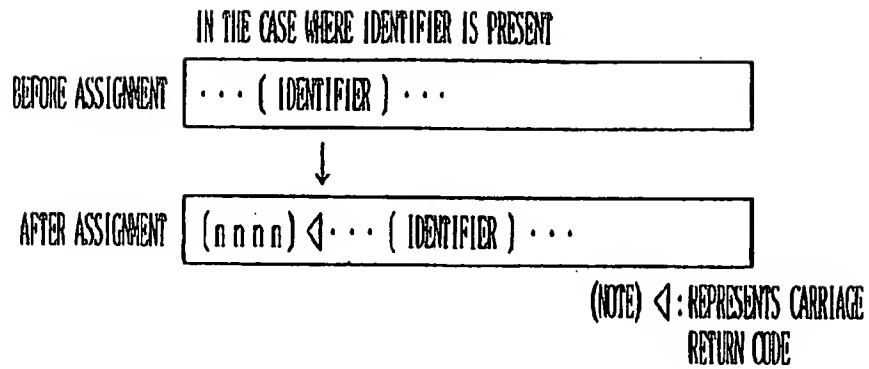 IN THE CASE WHERE IDENTIFIER IS PRESENT
BEFORE ASSIGNMENT ・・・( IDENTIFIER )・・・
↓
AFTER ASSIGNMENT (nnnn) ◁・・・( IDENTIFIER )・・・
(NOTE) ◁ : REPRESENTS CARRIAGE
RETURN CODE